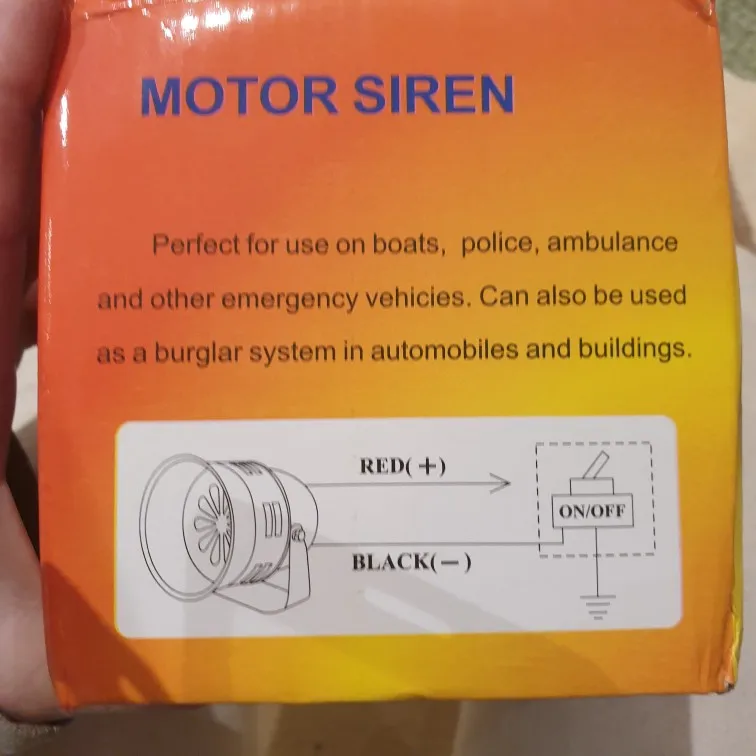 MOTOR SIREN
Perfect for use on boats, police, ambulance
and other emergency vehicies. Can also be used
as a burglar system in automobiles and buildings.
RED(+)
ON/OFF
BLACK(−)